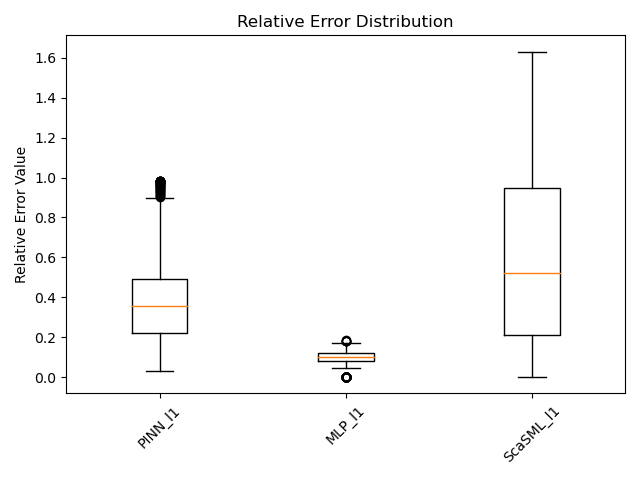 Relative Error Distribution
Relative Error Value
1.6
1.4
1.2
1.0
0.8
0.6
0.4
0.2
0.0
PINN_l1
MLP_l1
ScaSML_l1